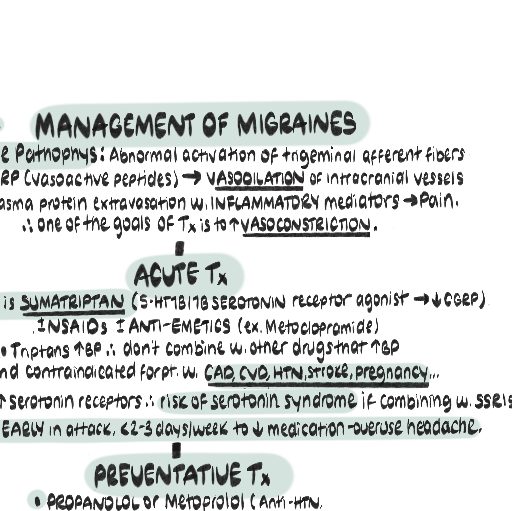 MANAGEMENT OF MIGRAINES
e Pathophys: Abnormal activation of trigeminal afferent fibers
RP (vasoactive peptides) → VASODILATION of intracranial vessels
asma protein extravasation w. INFLAMMATORY mediators → Pain.
∴ one of the goals of Tx is to ↑ VASOCONSTRICTION.
ACUTE Tx
is SUMATRIPTAN (5-HT1B/1B SEROTONIN receptor agonist → ↓ CGRP)
± NSAIDs ± ANTI-EMETICS (ex. Metoclopramide)
• Triptans ↑BP ∴ don't combine w. other drugs that ↑BP
nd contraindicated for pt. w. CAD, CVD, HTN, stroke, pregnancy...
↑ serotonin receptors ∴ risk of serotonin syndrome if combining w. SSRIs
EARLY in attack, <2-3 days/week to ↓ medication-overuse headache.
PREVENTATIVE Tx
• PROPANOLOL or Metoprolol (Anti-HTN,